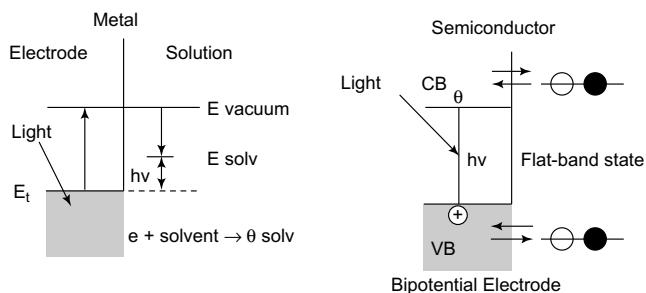 Metal
Electrode
Solution
E vacuum
Light
E solv
hν
E_t
e + solvent → θ solv
Semiconductor
Light
CB
θ
hν
Flat-band state
+
VB
Bipotential Electrode